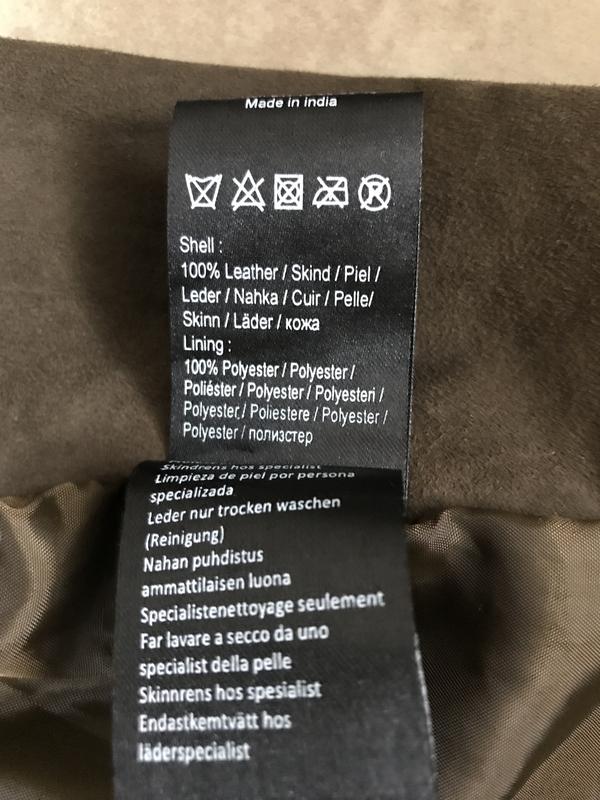 Made in india
Shell :
100% Leather / Skind / Piel /
Leder / Nahka / Cuir / Pelle/
Skinn / Läder / кожа
Lining :
100% Polyester / Polyester /
Poliéster / Polyester / Polyesteri /
Polyester / Poliestere / Polyester /
Polyester / полиэстер
Skindrens hos specialist
Limpieza de piel por persona
specializada
Leder nur trocken waschen
(Reinigung)
Nahan puhdistus
ammattilaisen luona
Specialistenettoyage seulement
Far lavare a secco da uno
specialist della pelle
Skinnrens hos spesialist
Endastkemtvätt hos
läderspecialist